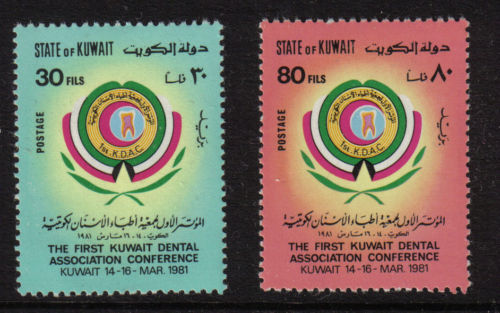 STATE OF KUWAIT دولة الكويت
30 FILS ٣٠ فلساً
POSTAGE
بريد
1st. K.D.A.C.
المؤتمر الأول لجمعية أطباء الأسنان الكويتية
الكويت ١٤-١٦ مارس ١٩٨١
THE FIRST KUWAIT DENTAL
ASSOCIATION CONFERENCE
KUWAIT 14-16- MAR. 1981
STATE OF KUWAIT دولة الكويت
80 FILS ٨٠ فلساً
POSTAGE
بريد
1st. K.D.A.C.
المؤتمر الأول لجمعية أطباء الأسنان الكويتية
الكويت ١٤-١٦ مارس ١٩٨١
THE FIRST KUWAIT DENTAL
ASSOCIATION CONFERENCE
KUWAIT 14-16- MAR. 1981